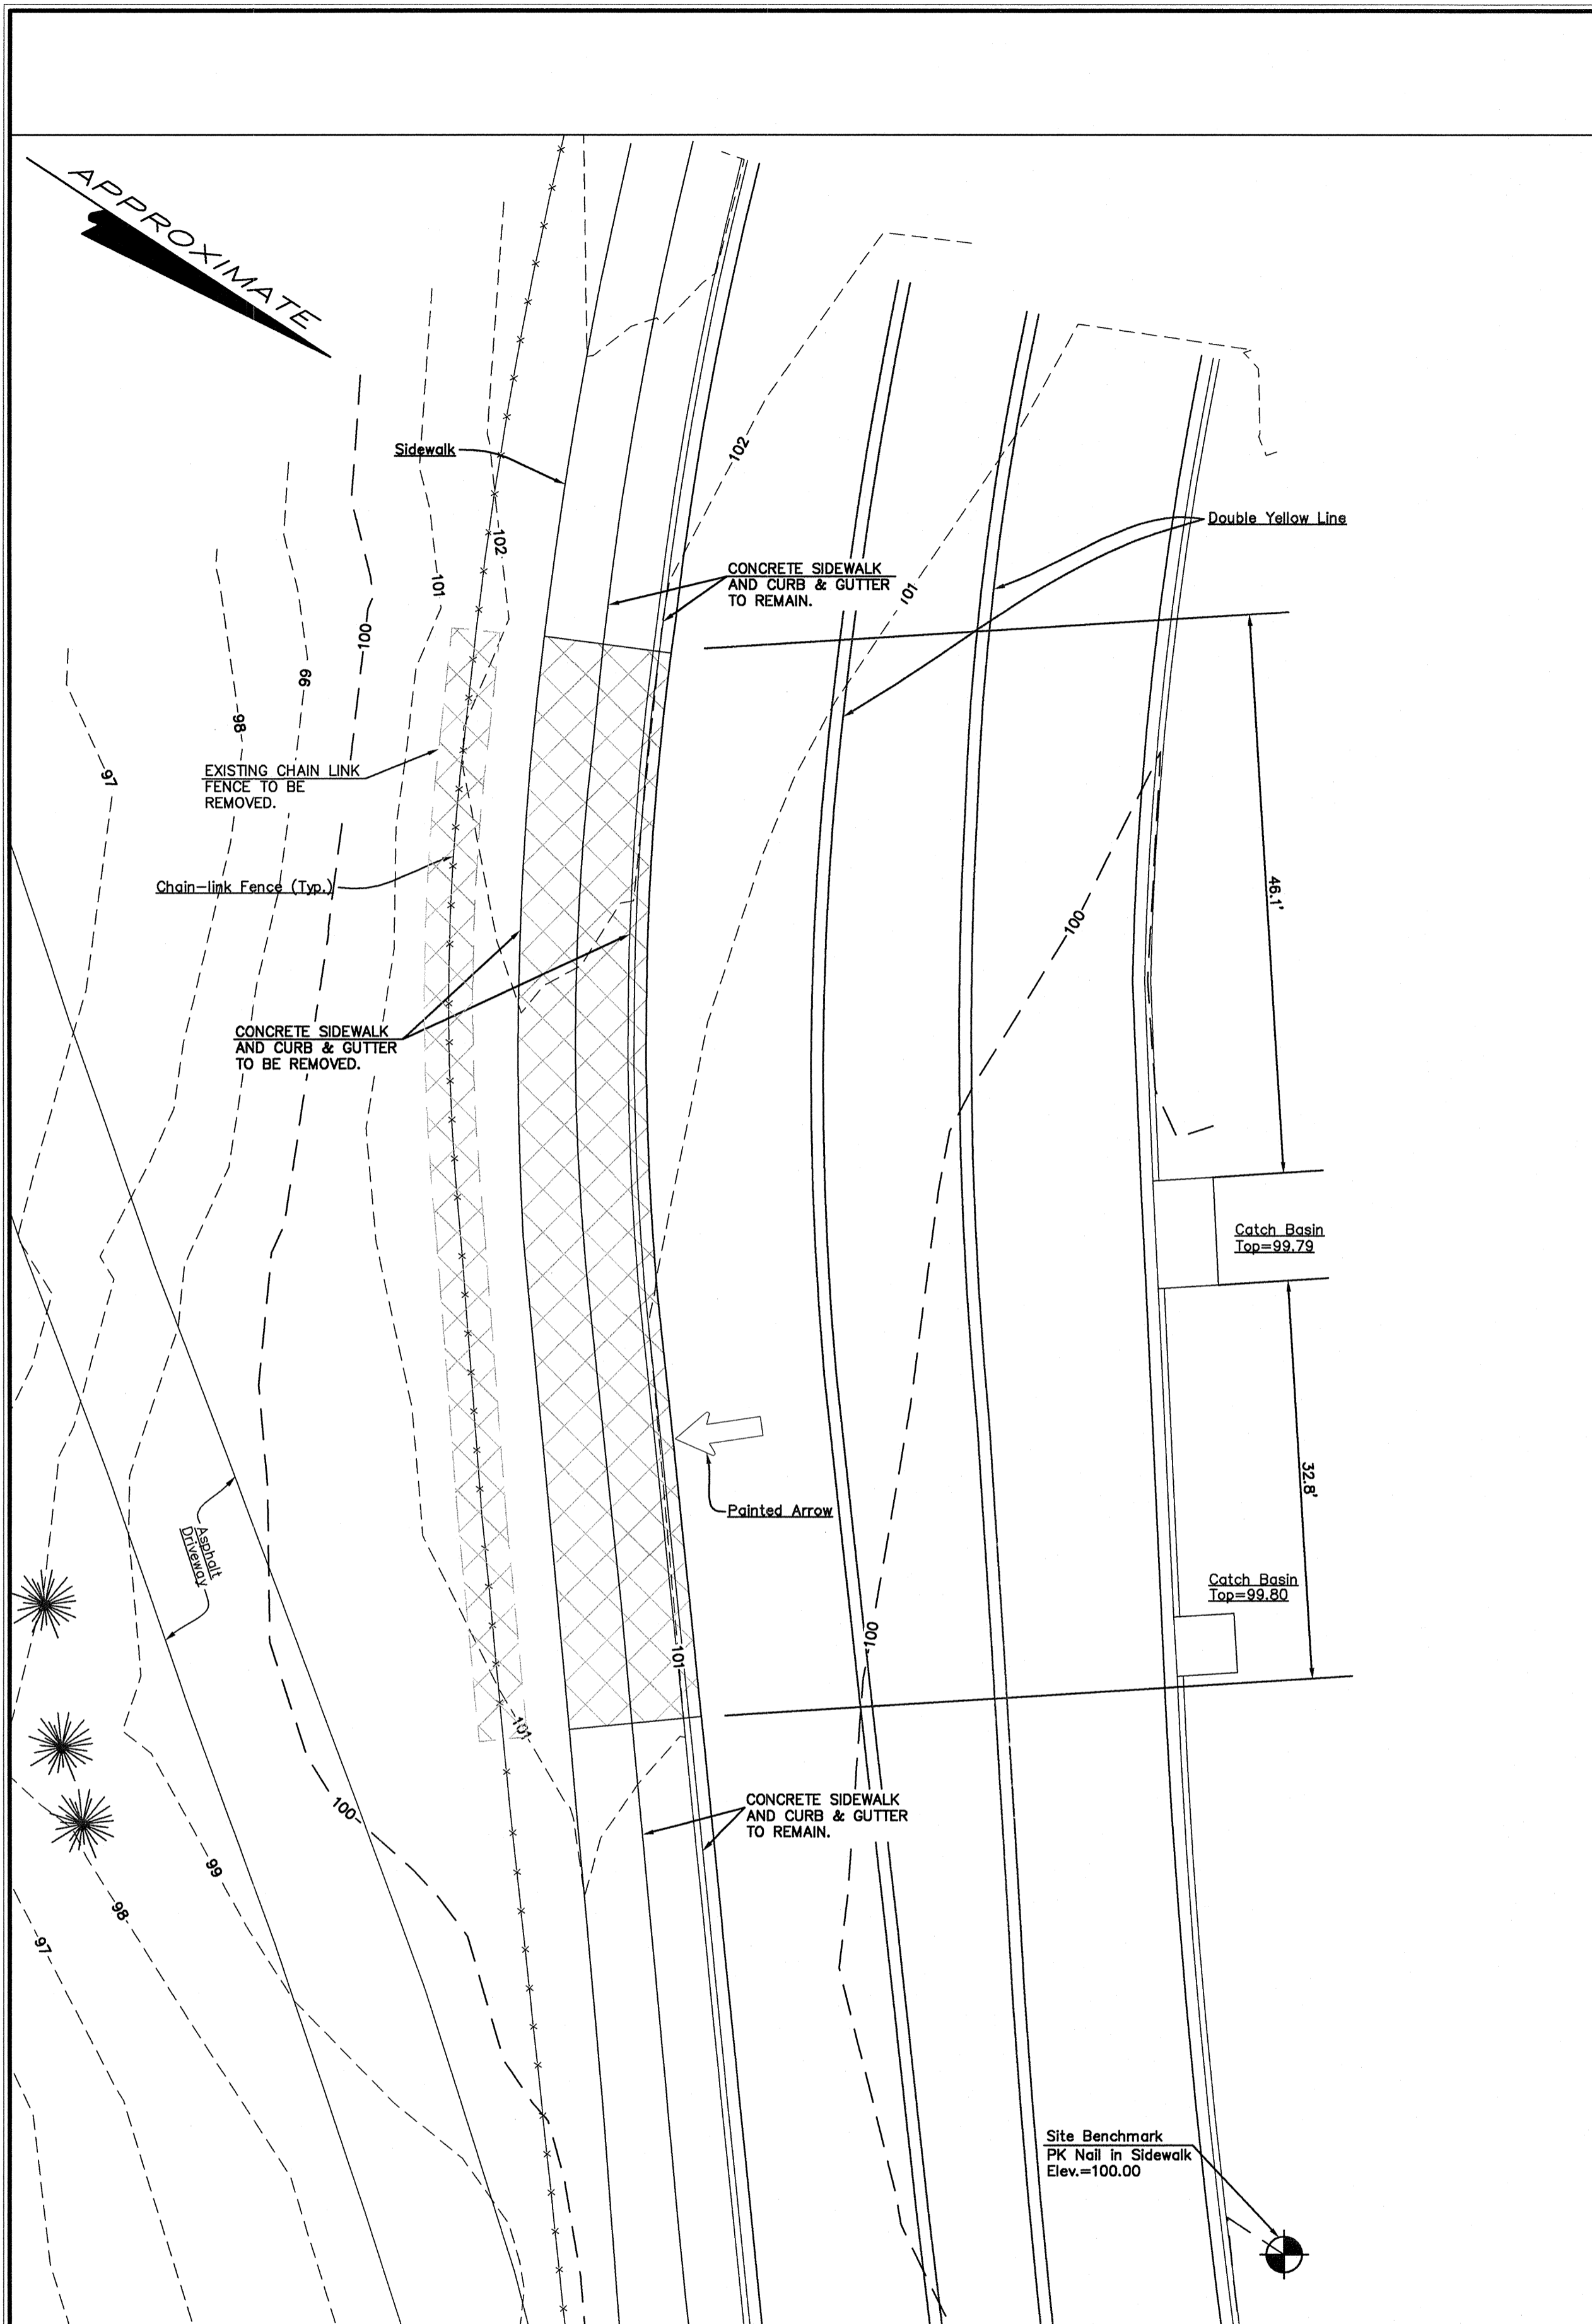 APPROXIMATE
Sidewalk
102
Double Yellow Line
102
101
100
CONCRETE SIDEWALK
AND CURB & GUTTER
TO REMAIN.
101
99
98
97
EXISTING CHAIN LINK
FENCE TO BE
REMOVED.
Chain-link Fence (Typ.)
46.1'
100
CONCRETE SIDEWALK
AND CURB & GUTTER
TO BE REMOVED.
Catch Basin
Top=99.79
32.8'
Painted Arrow
Asphalt
Driveway
Catch Basin
Top=99.80
100
101
101
CONCRETE SIDEWALK
AND CURB & GUTTER
TO REMAIN.
100
99
98
97
Site Benchmark
PK Nail in Sidewalk
Elev.=100.00